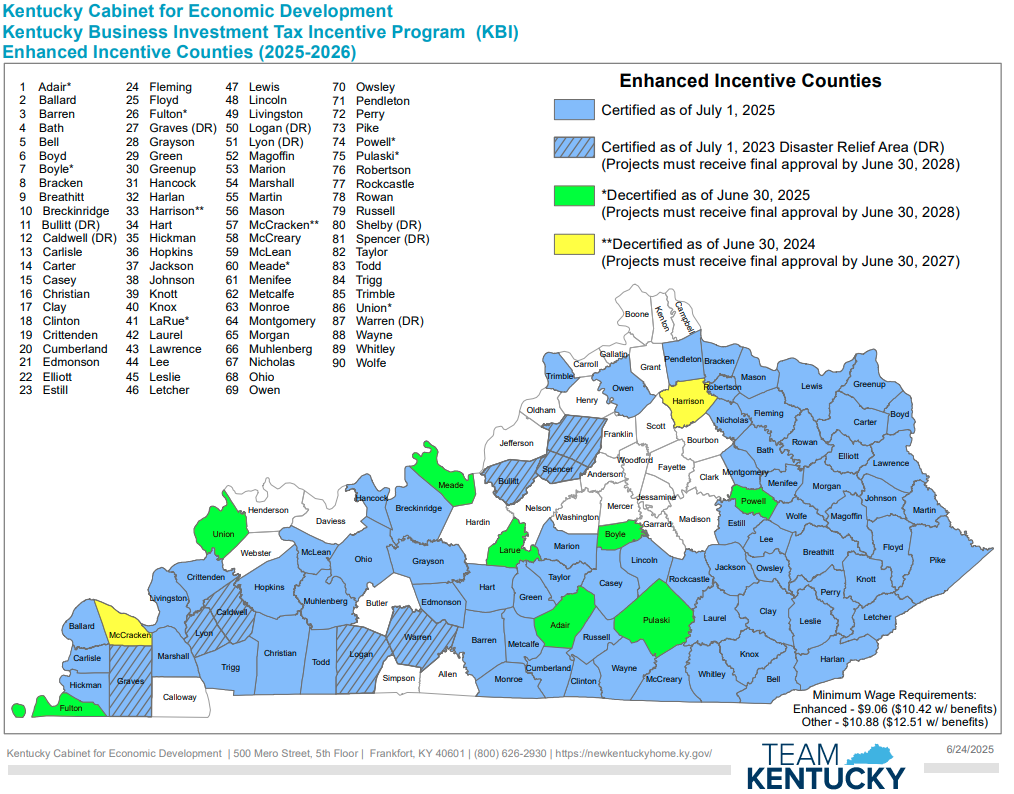 Kentucky Cabinet for Economic Development
Kentucky Business Investment Tax Incentive Program (KBI)
Enhanced Incentive Counties (2025-2026)
1 Adair*
2 Ballard
3 Barren
4 Bath
5 Bell
6 Boyd
7 Boyle*
8 Bracken
9 Breathitt
10 Breckinridge
11 Bullitt (DR)
12 Caldwell (DR)
13 Carlisle
14 Carter
15 Casey
16 Christian
17 Clay
18 Clinton
19 Crittenden
20 Cumberland
21 Edmonson
22 Elliott
23 Estill
24 Fleming
25 Floyd
26 Fulton*
27 Graves (DR)
28 Grayson
29 Green
30 Greenup
31 Hancock
32 Harlan
33 Harrison**
34 Hart
35 Hickman
36 Hopkins
37 Jackson
38 Johnson
39 Knott
40 Knox
41 LaRue*
42 Laurel
43 Lawrence
44 Lee
45 Leslie
46 Letcher
47 Lewis
48 Lincoln
49 Livingston
50 Logan (DR)
51 Lyon (DR)
52 Magoffin
53 Marion
54 Marshall
55 Martin
56 Mason
57 McCracken**
58 McCreary
59 McLean
60 Meade*
61 Menifee
62 Metcalfe
63 Monroe
64 Montgomery
65 Morgan
66 Muhlenberg
67 Nicholas
68 Ohio
69 Owen
70 Owsley
71 Pendleton
72 Perry
73 Pike
74 Powell*
75 Pulaski*
76 Robertson
77 Rockcastle
78 Rowan
79 Russell
80 Shelby (DR)
81 Spencer (DR)
82 Taylor
83 Todd
84 Trigg
85 Trimble
86 Union*
87 Warren (DR)
88 Wayne
89 Whitley
90 Wolfe
Enhanced Incentive Counties
Certified as of July 1, 2025
Certified as of July 1, 2023 Disaster Relief Area (DR)
(Projects must receive final approval by June 30, 2028)
*Decertified as of June 30, 2025
(Projects must receive final approval by June 30, 2028)
**Decertified as of June 30, 2024
(Projects must receive final approval by June 30, 2027)
Boone
Kenton
Campbell
Gallatin
Carroll
Grant
Pendleton
Bracken
Trimble
Owen
Robertson
Mason
Lewis
Greenup
Henry
Harrison
Oldham
Nicholas
Fleming
Carter
Boyd
Scott
Shelby
Franklin
Bourbon
Jefferson
Rowan
Bath
Elliott
Lawrence
Woodford
Fayette
Spencer
Anderson
Clark
Montgomery
Menifee
Morgan
Bullitt
Meade
Hancock
Breckinridge
Jessamine
Powell
Johnson
Mercer
Nelson
Washington
Hardin
Henderson
Daviess
Union
Madison
Garrard
Estill
Wolfe
Magoffin
Martin
Boyle
Larue
Marion
Lee
Floyd
Pike
Breathitt
Webster
McLean
Ohio
Grayson
Lincoln
Jackson
Owsley
Knott
Crittenden
Hopkins
Hart
Taylor
Casey
Rockcastle
Perry
Livingston
Muhlenberg
Butler
Edmonson
Green
Clay
Leslie
Letcher
Caldwell
Ballard
McCracken
Lyon
Warren
Barren
Metcalfe
Adair
Russell
Pulaski
Laurel
Carlisle
Marshall
Christian
Todd
Logan
Knox
Harlan
Trigg
Simpson
Allen
Monroe
Cumberland
Clinton
Wayne
McCreary
Whitley
Bell
Hickman
Graves
Calloway
Fulton
Minimum Wage Requirements:
Enhanced - $9.06 ($10.42 w/ benefits)
Other - $10.88 ($12.51 w/ benefits)
Kentucky Cabinet for Economic Development | 500 Mero Street, 5th Floor | Frankfort, KY 40601 | (800) 626-2930 | https://newkentuckyhome.ky.gov/
TEAM
KENTUCKY
6/24/2025